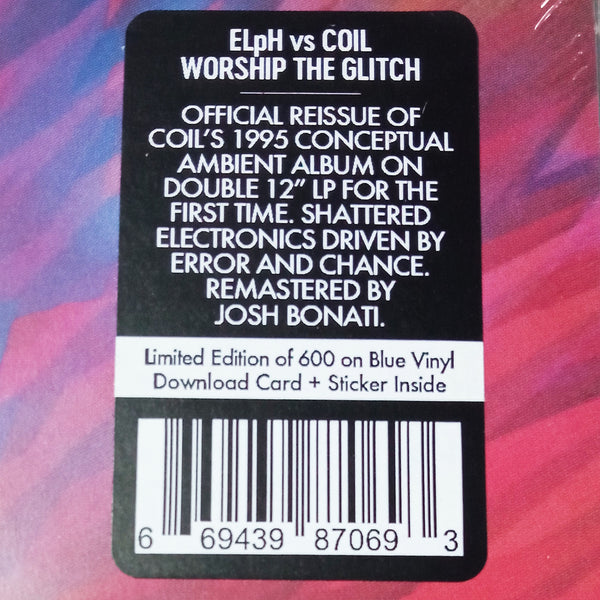 ELpH vs COIL
WORSHIP THE GLITCH
OFFICIAL REISSUE OF
COIL'S 1995 CONCEPTUAL
AMBIENT ALBUM ON
DOUBLE 12" LP FOR THE
FIRST TIME. SHATTERED
ELECTRONICS DRIVEN BY
ERROR AND CHANCE.
REMASTERED BY
JOSH BONATI.
Limited Edition of 600 on Blue Vinyl
Download Card + Sticker Inside
6 69439 87069 3